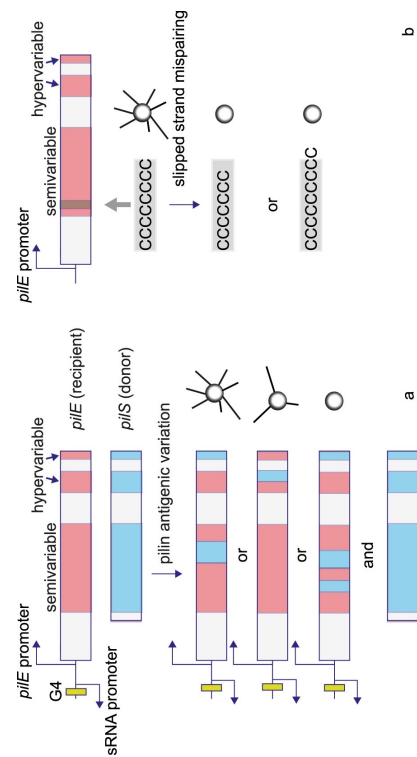 pilE promoter
semivariable
hypervariable
pilE (recipient)
G4
sRNA promoter
pilS (donor)
pilin antigenic variation
or
or
and
a
pilE promoter
semivariable
hypervariable
CCCCCCCC
slipped strand mispairing
CCCCCCC
or
CCCCCCCCC
b